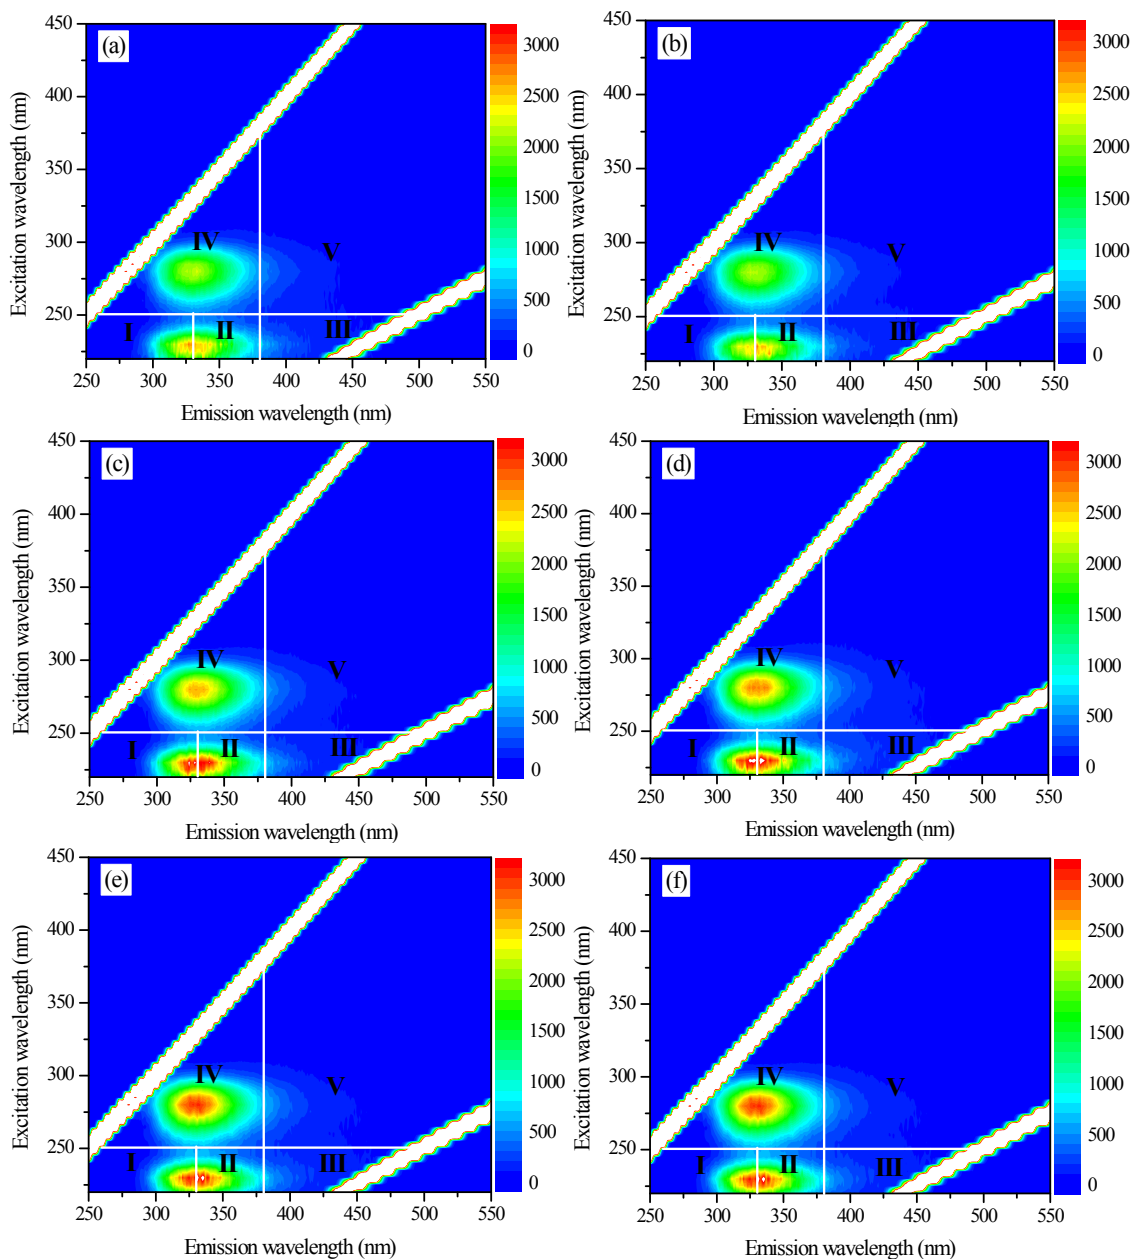 (a)
450
400
350
300
250
Excitation wavelength (nm)
IV
V
I
II
III
250 300 350 400 450 500 550
Emission wavelength (nm)
3000
2500
2000
1500
1000
500
0
(b)
450
400
350
300
250
Excitation wavelength (nm)
IV
V
I
II
III
250 300 350 400 450 500 550
Emission wavelength (nm)
3000
2500
2000
1500
1000
500
0
(c)
450
400
350
300
250
Excitation wavelength (nm)
IV
V
I
II
III
250 300 350 400 450 500 550
Emission wavelength (nm)
3000
2500
2000
1500
1000
500
0
(d)
450
400
350
300
250
Excitation wavelength (nm)
IV
V
I
II
III
250 300 350 400 450 500 550
Emission wavelength (nm)
3000
2500
2000
1500
1000
500
0
(e)
450
400
350
300
250
Excitation wavelength (nm)
IV
V
I
II
III
250 300 350 400 450 500 550
Emission wavelength (nm)
3000
2500
2000
1500
1000
500
0
(f)
450
400
350
300
250
Excitation wavelength (nm)
IV
V
I
II
III
250 300 350 400 450 500 550
Emission wavelength (nm)
3000
2500
2000
1500
1000
500
0